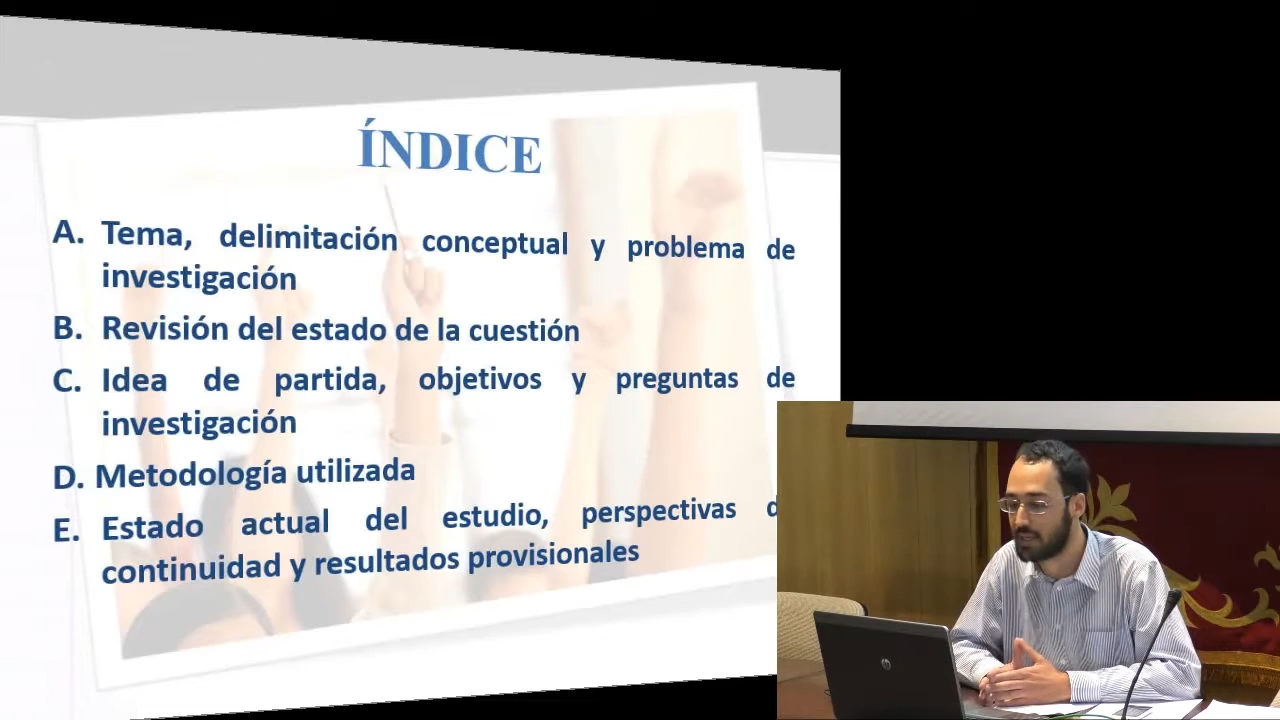 ÍNDICE
A. Tema, delimitación conceptual y problema de
investigación
B. Revisión del estado de la cuestión
C. Idea de partida, objetivos y preguntas de
investigación
D. Metodología utilizada
E. Estado actual del estudio, perspectivas
continuidad y resultados provisionales